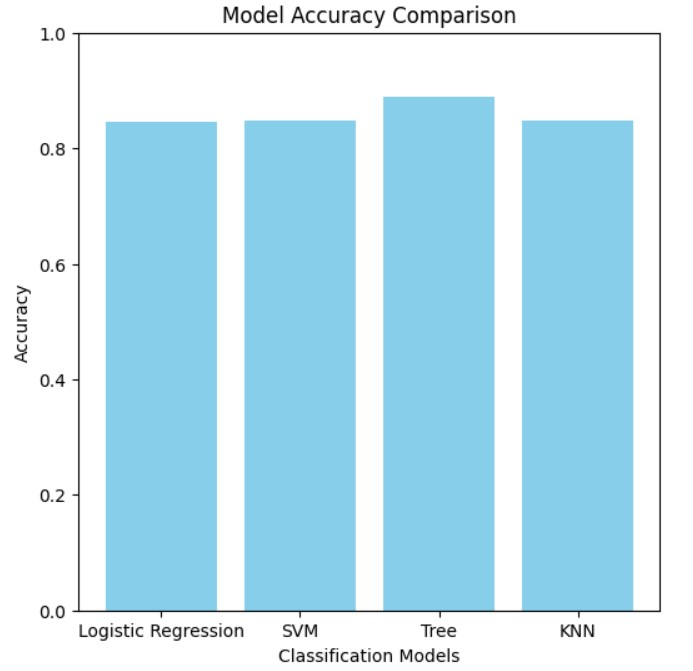 Model Accuracy Comparison
1.0
0.8
0.6
0.4
0.2
0.0
Accuracy
Logistic Regression SVM Tree KNN
Classification Models